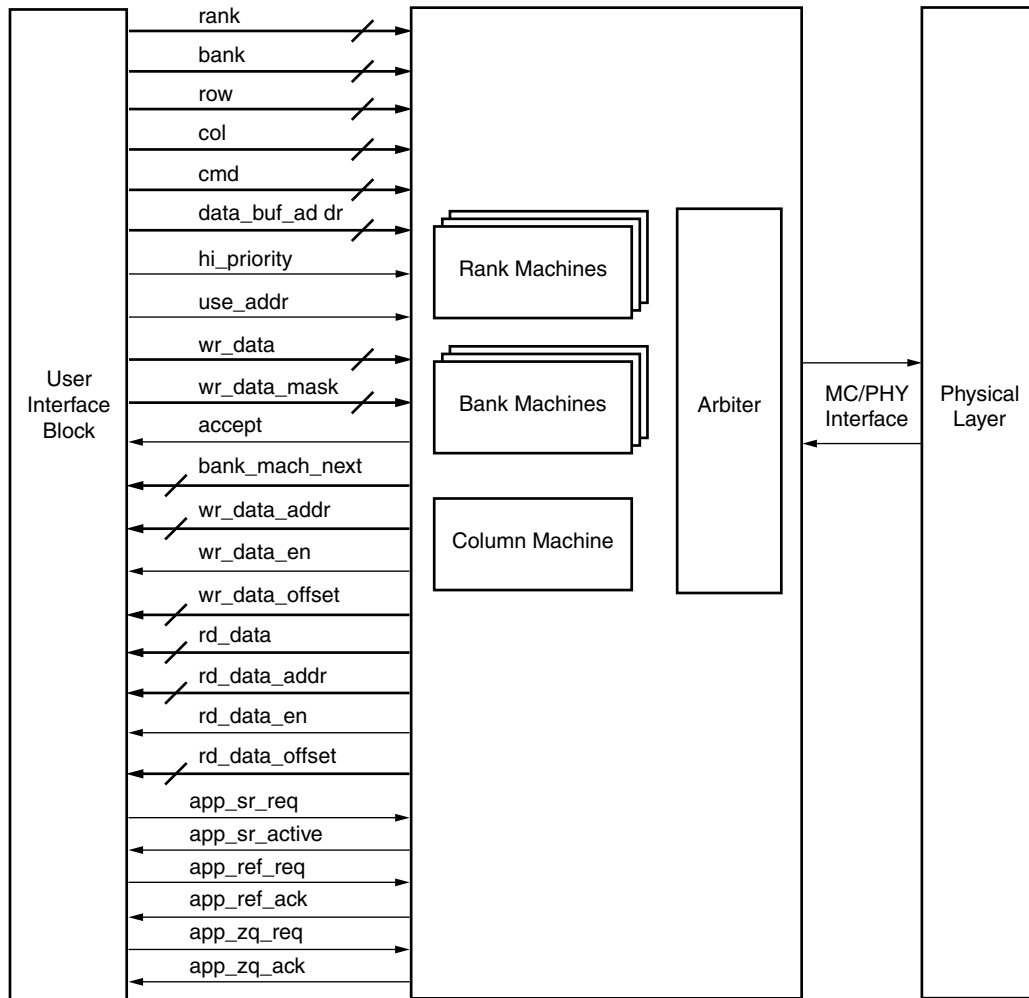 rank
bank
row
col
cmd
data_buf_ad dr
hi_priority
use_addr
wr_data
wr_data_mask
accept
bank_mach_next
wr_data_addr
wr_data_en
wr_data_offset
rd_data
rd_data_addr
rd_data_en
rd_data_offset
app_sr_req
app_sr_active
app_ref_req
app_ref_ack
app_zq_req
app_zq_ack
User
Interface
Block
Rank Machines
Bank Machines
Column Machine
Arbiter
MC/PHY
Interface
Physical
Layer